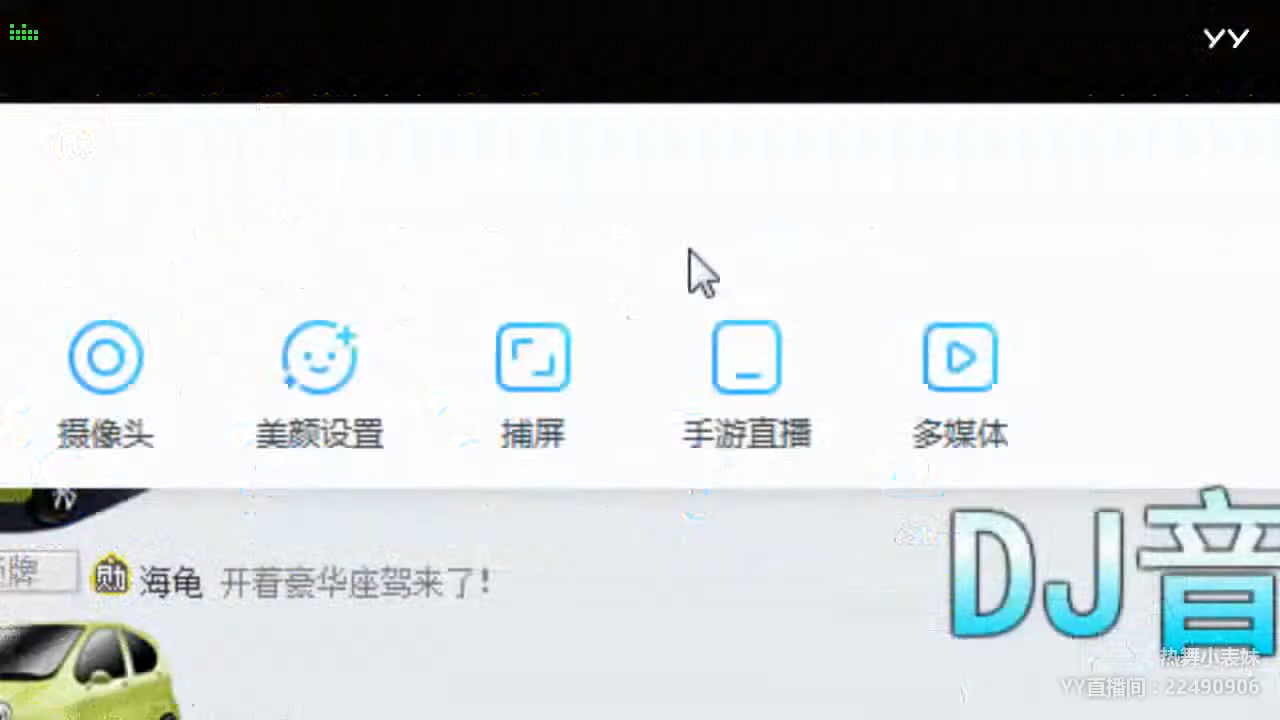 YY
摄像头 美颜设置 捕屏 手游直播 多媒体
牌 勋 海龟 开着豪华座驾来了！
DJ音
热舞小表妹
YY直播间：22490906